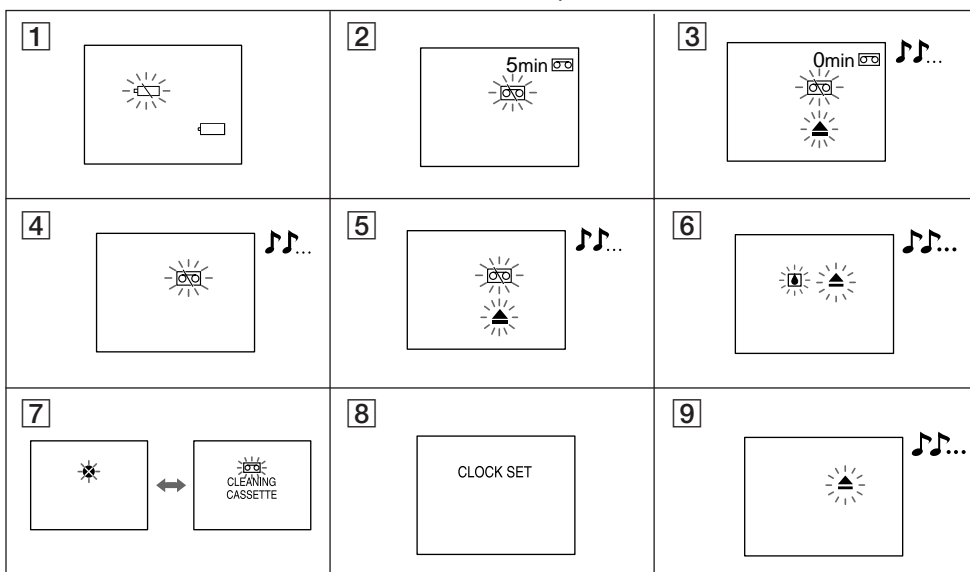 1
2
5min
3
0min
♪♪...
4
♪♪...
5
♪♪...
6
♪♪...
7
CLEANING
CASSETTE
8
CLOCK SET
9
♪♪...